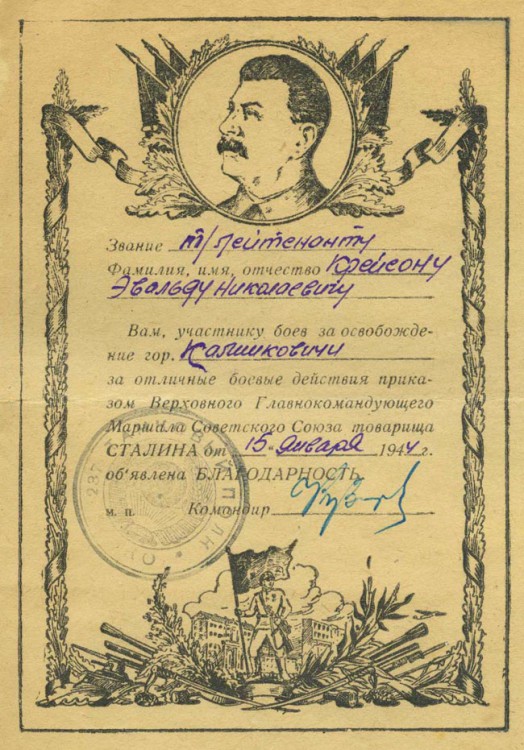 Звание т/лейтенанту
Фамилия, имя, отчество Крейсону
Эвальду Николаевичу
Вам, участнику боев за освобожде-
ние гор. Калинковичи
за отличные боевые действия прика-
зом Верховного Главнокомандующего
Маршала Советского Союза товарища
СТАЛИНА от 15 января 1944 г.
объявлена БЛАГОДАРНОСТЬ
м. п. Командир